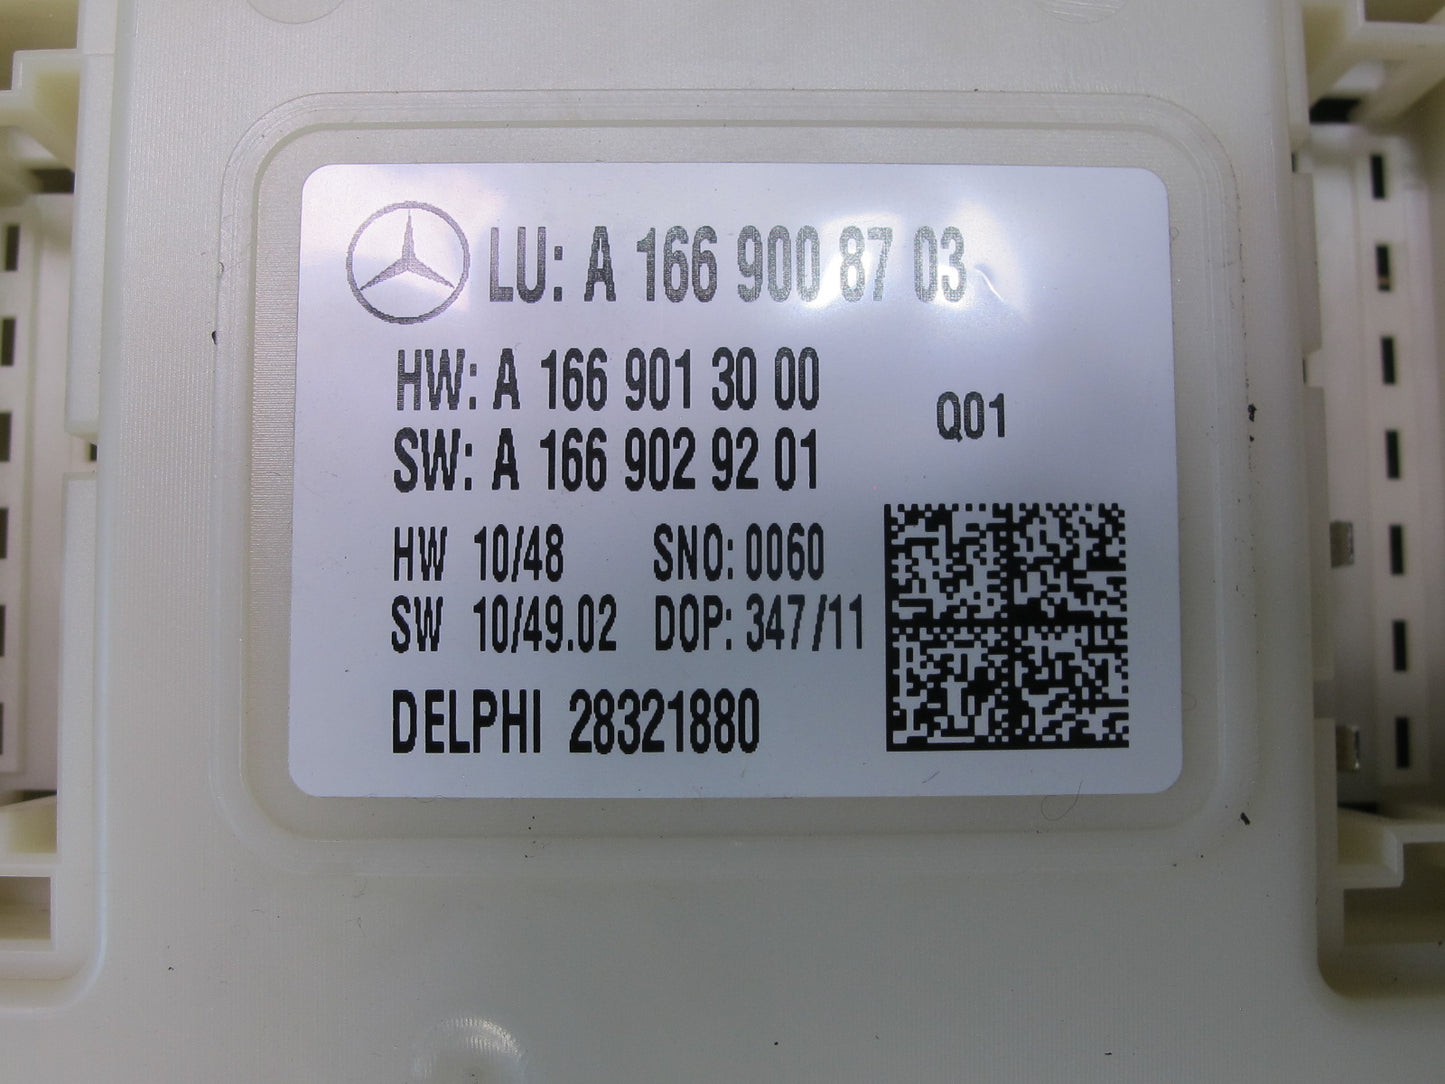 LU: A 166 900 87 03
HW: A 166 901 30 00
Q01
SW: A 166 902 92 01
HW 10/48 SNO: 0060
SW 10/49.02 DOP: 347/11
DELPHI 28321880